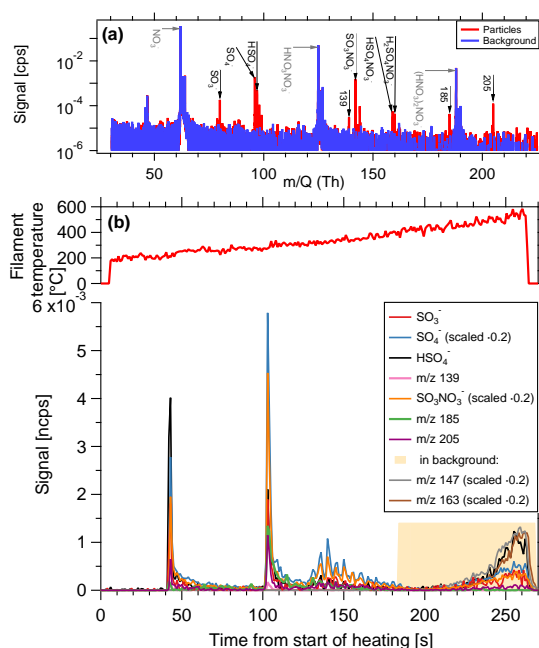 (a)
Particles
Background
NO3
SO3
SO4
HSO4
HNO3NO3
139
SO3NO3
HSO4NO3
H2SO4NO3
(HNO3)2NO3
185
205
Signal [cps]
10-2
10-4
10-6
50 100 150 200
m/Q (Th)
(b)
Filament
temperature
[°C]
600
400
200
0
6x10-3
5
4
3
2
1
0
Signal [ncps]
SO3-
SO4- (scaled ·0.2)
HSO4-
m/z 139
SO3NO3- (scaled ·0.2)
m/z 185
m/z 205
in background:
m/z 147 (scaled ·0.2)
m/z 163 (scaled ·0.2)
0 50 100 150 200 250
Time from start of heating [s]